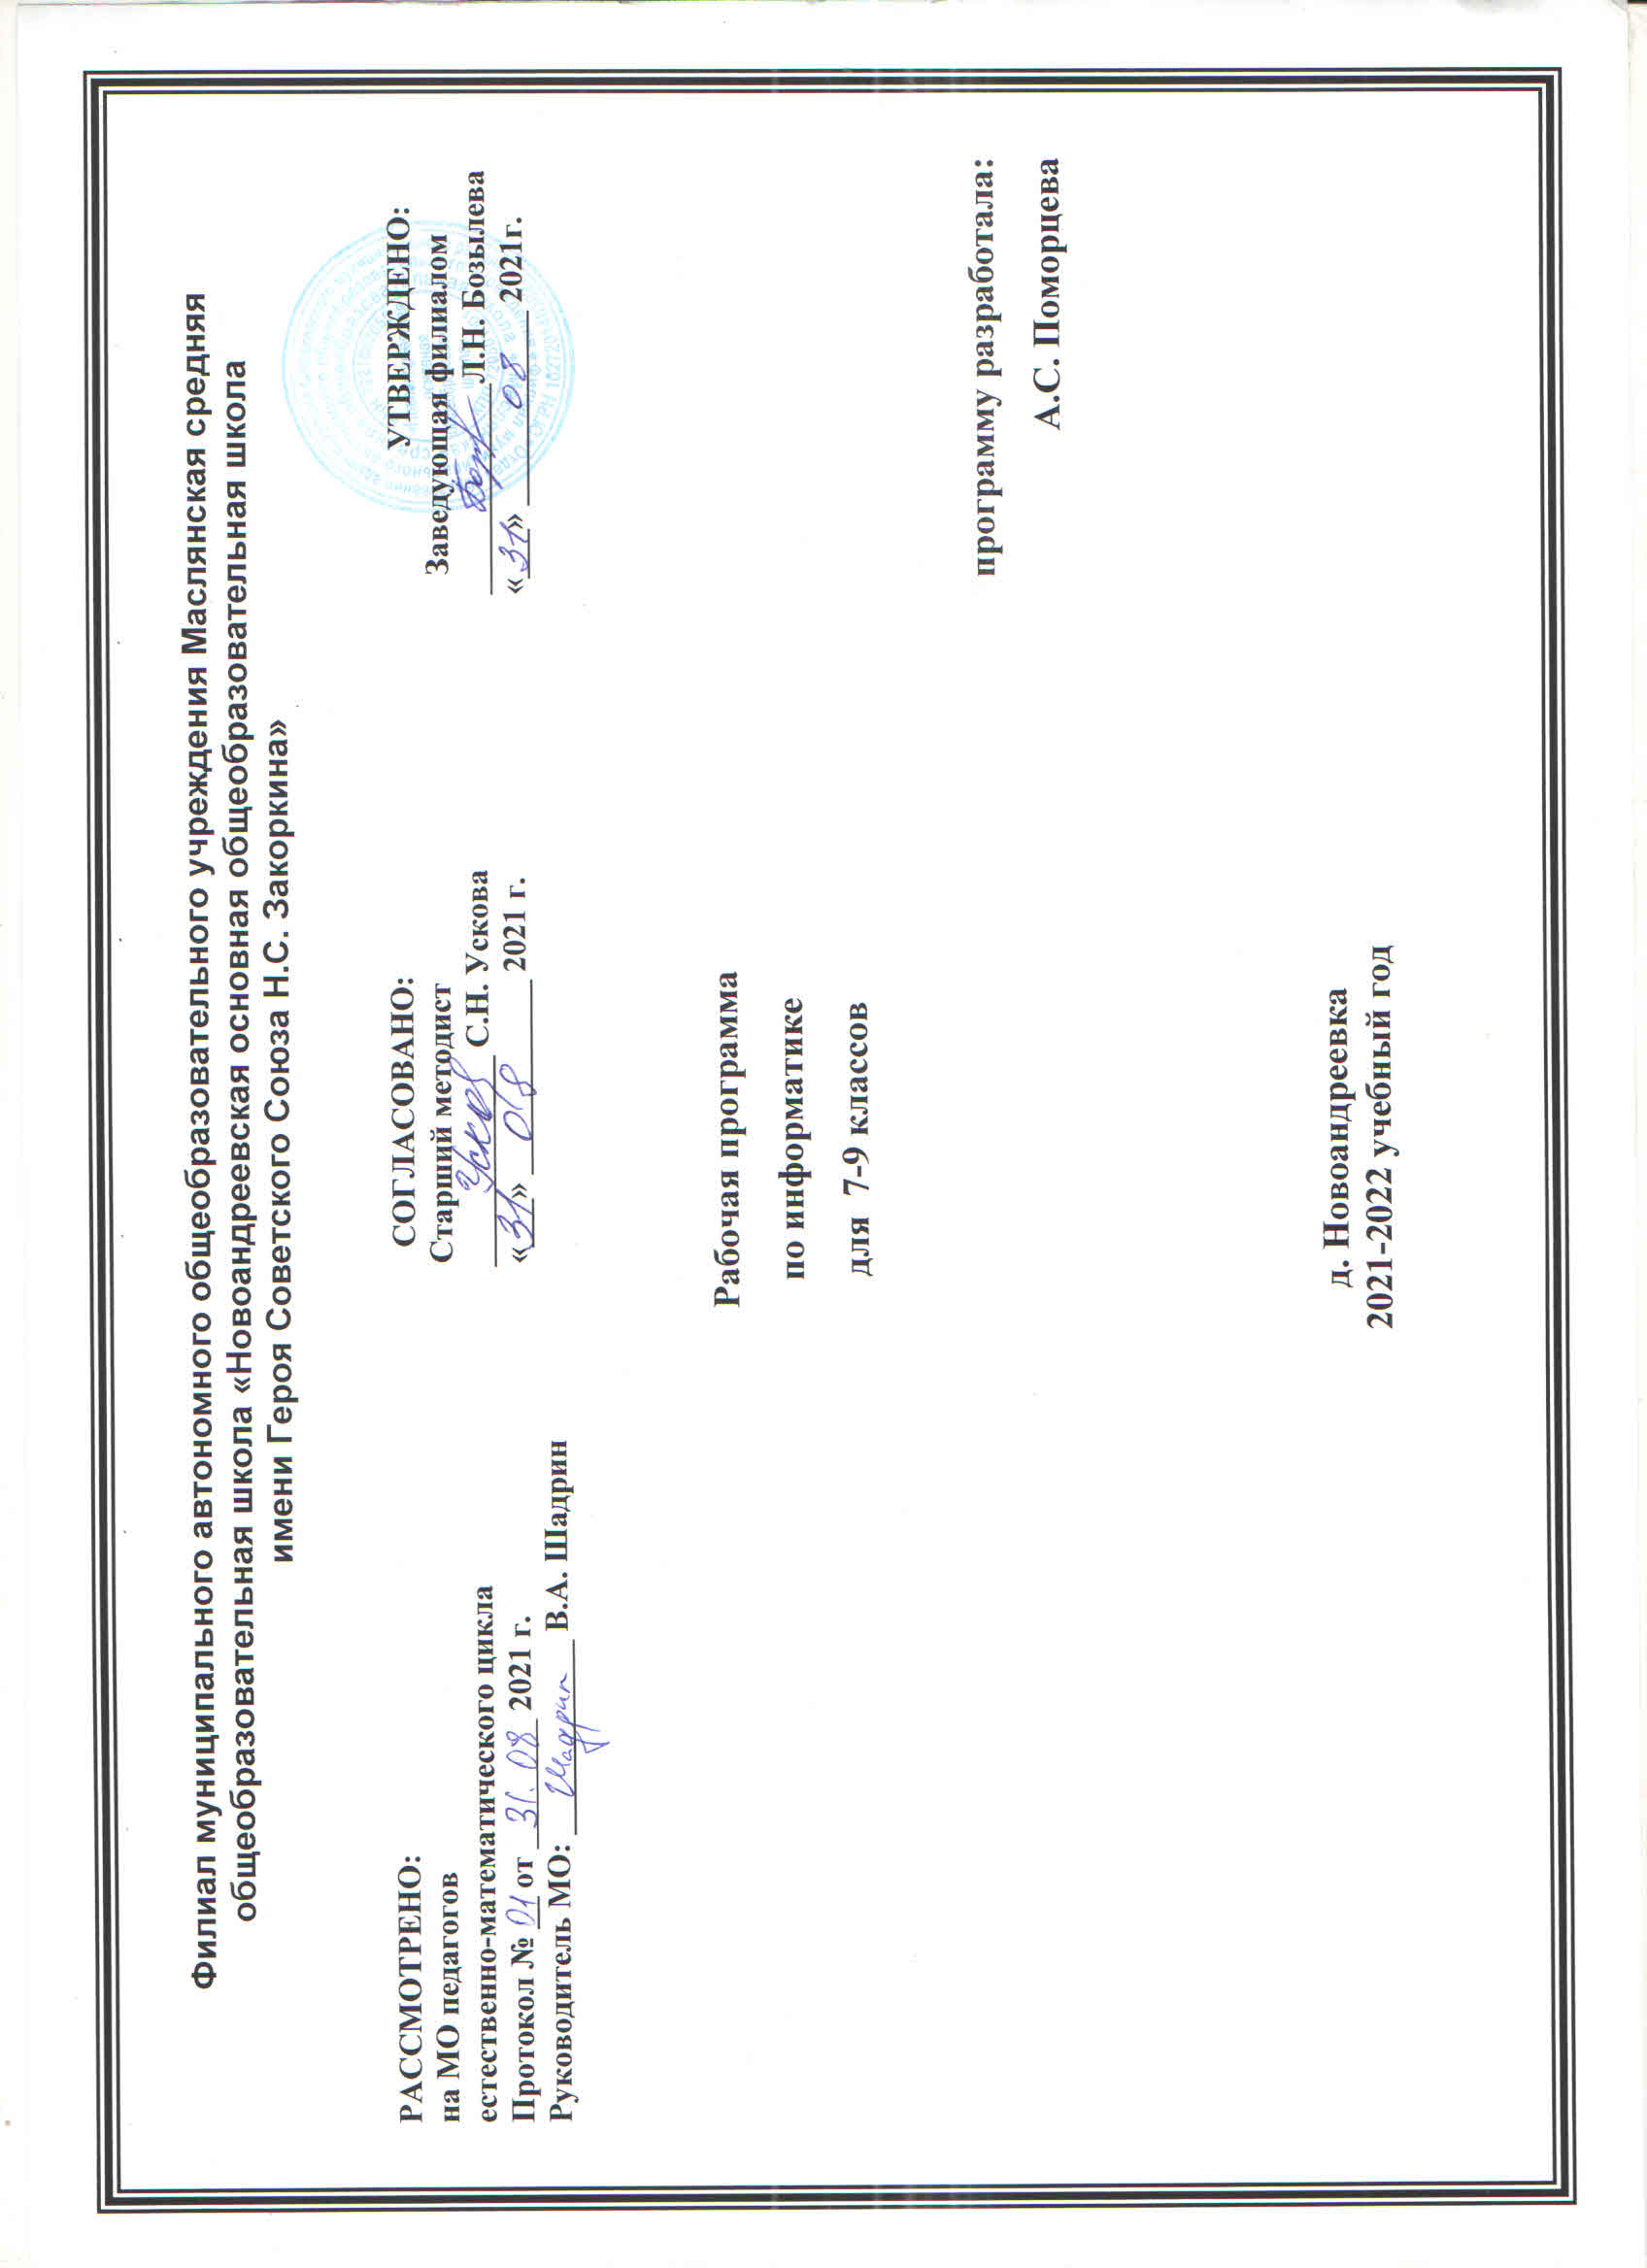 Филиал муниципального автономного общеобразовательного учреждения Маслянская средняя
общеобразовательная школа «Новоандреевская основная общеобразовательная школа
имени Героя Советского Союза Н.С. Закоркина»
РАССМОТРЕНО:
на МО педагогов
естественно-математического цикла
Протокол № 01 от 31.08 2021 г.
Руководитель МО: Шадрин В.А. Шадрин
СОГЛАСОВАНО:
Старший методист
С.Н. Ускова
«31» 08 2021 г.
УТВЕРЖДЕНО:
Заведующая филиалом
Л.Н. Бозылева
«31» 08 2021г.
Рабочая программа
по информатике
для 7-9 классов
программу разработала:
А.С. Поморцева
д. Новоандреевка
2021-2022 учебный год